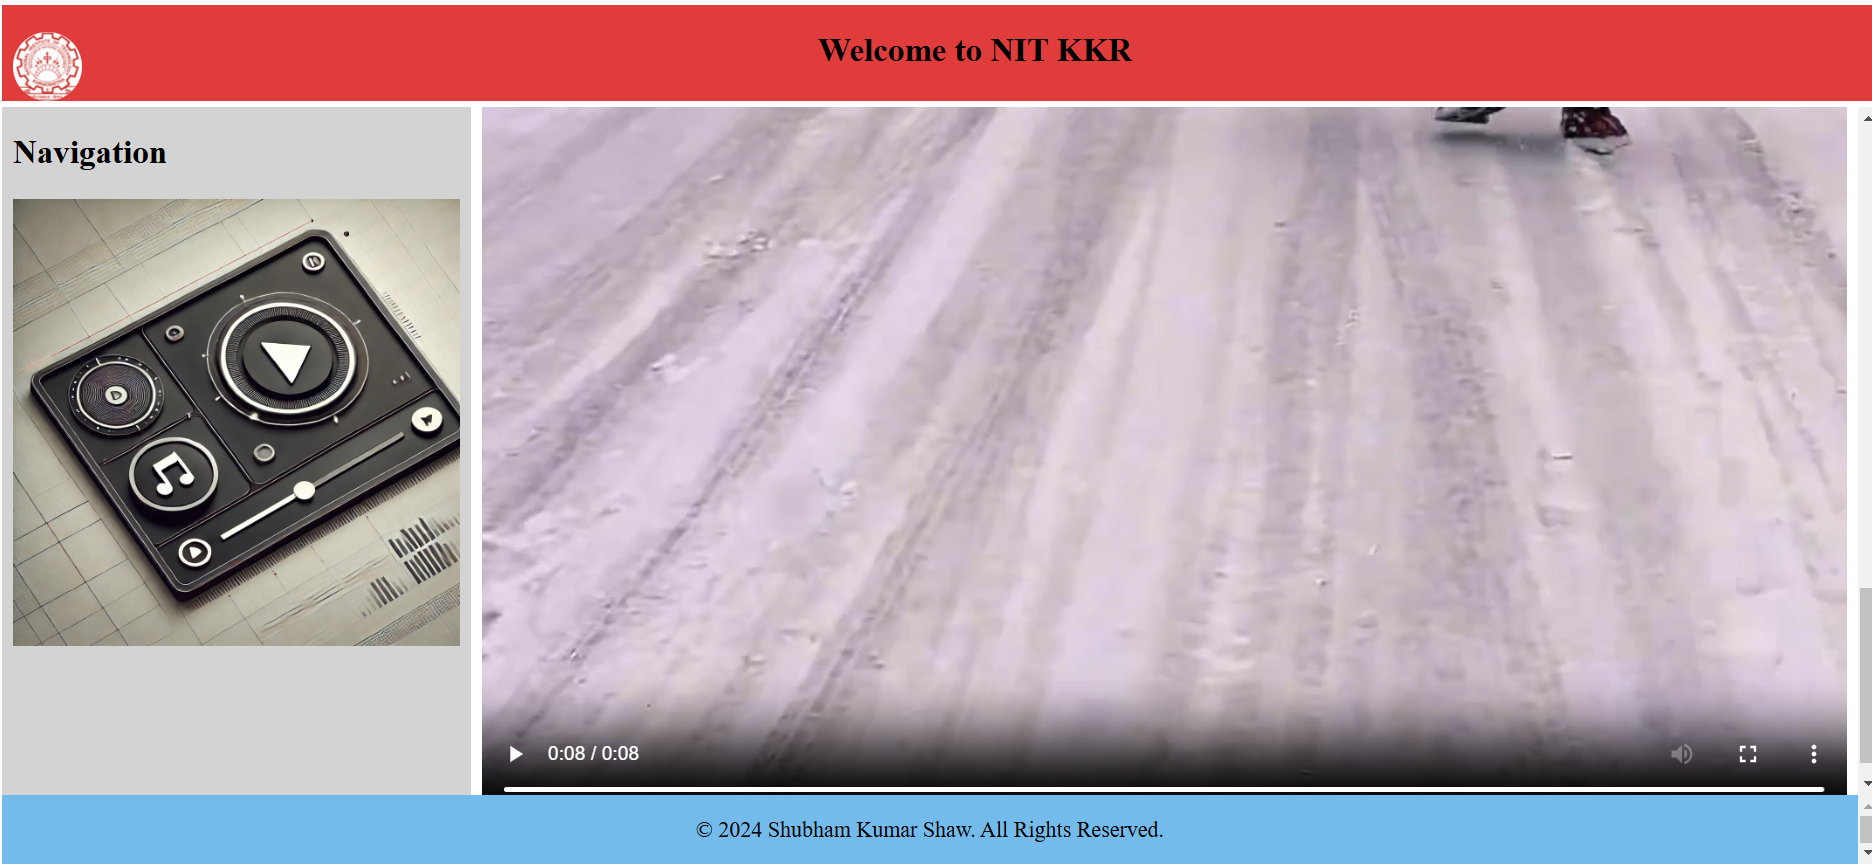 Welcome to NIT KKR
Navigation
0:08 / 0:08
© 2024 Shubham Kumar Shaw. All Rights Reserved.